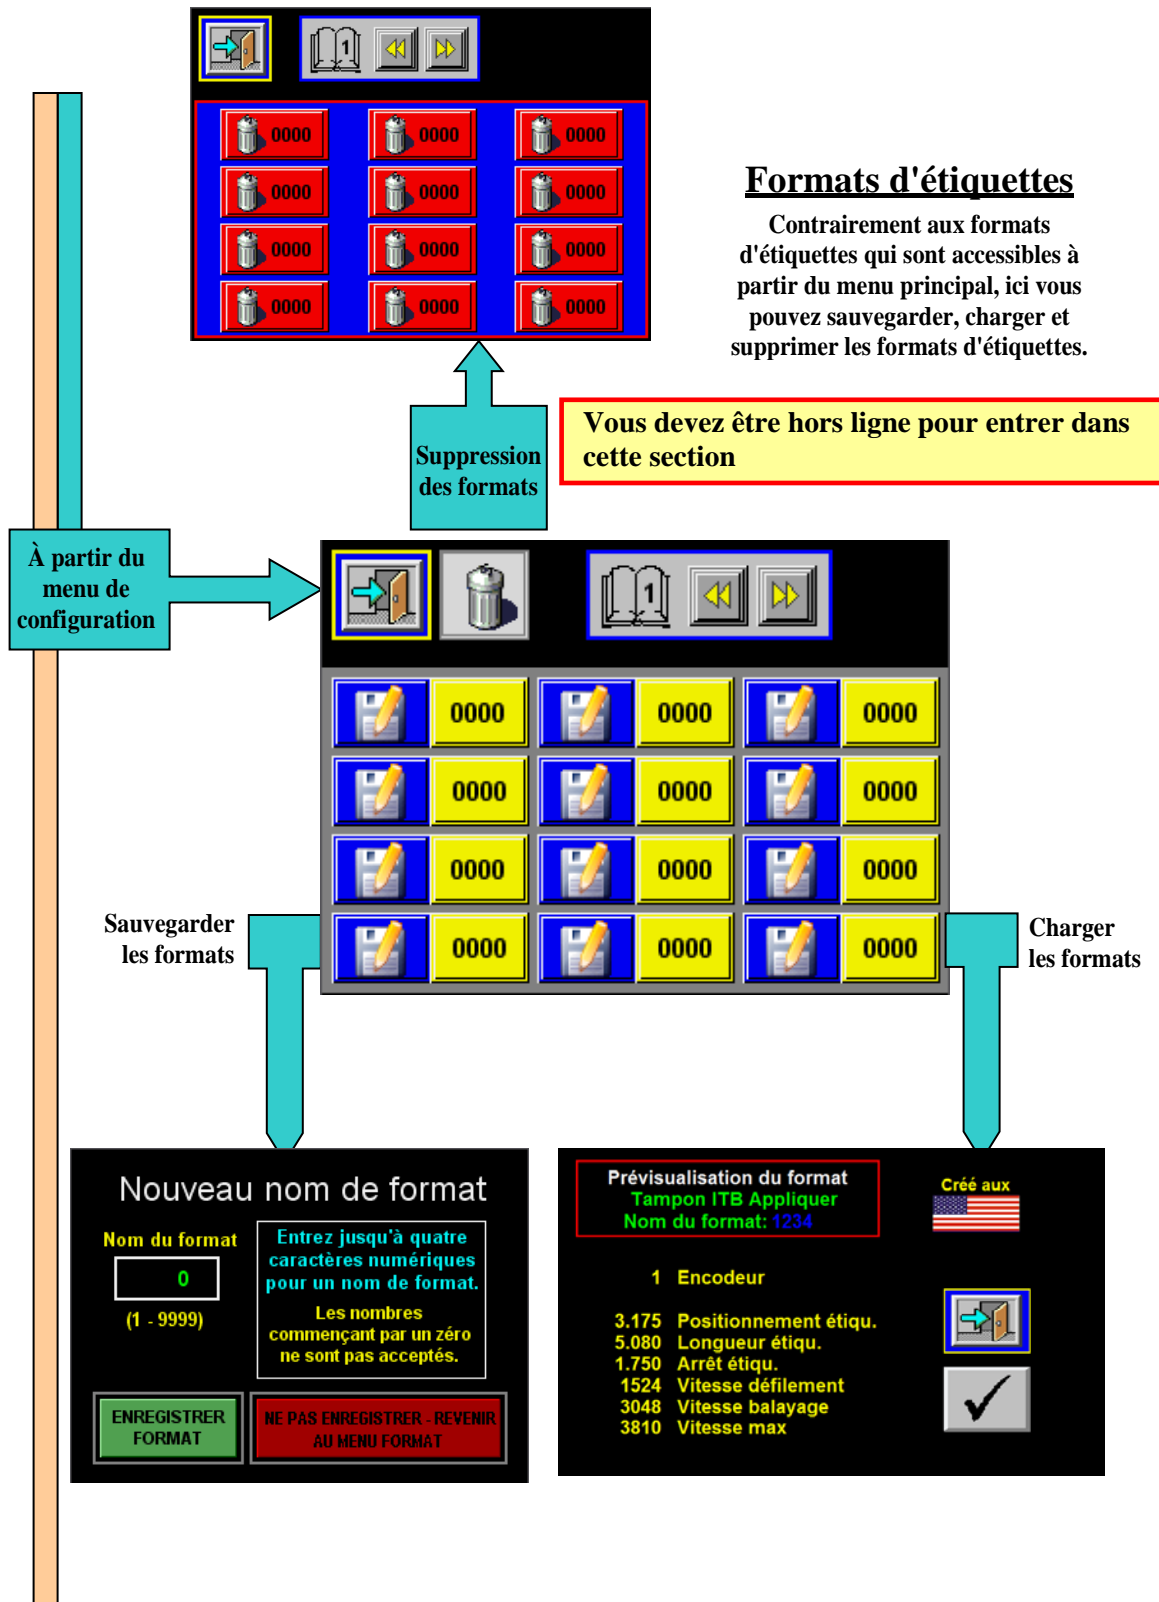 1
0000 0000 0000
0000 0000 0000
0000 0000 0000
0000 0000 0000
Formats d'étiquettes
Contrairement aux formats
d'étiquettes qui sont accessibles à
partir du menu principal, ici vous
pouvez sauvegarder, charger et
supprimer les formats d'étiquettes.
Suppression
des formats
Vous devez être hors ligne pour entrer dans
cette section
À partir du
menu de
configuration
1
0000 0000 0000
0000 0000 0000
0000 0000 0000
0000 0000 0000
Sauvegarder
les formats
Charger
les formats
Nouveau nom de format
Nom du format
0
(1 - 9999)
Entrez jusqu'à quatre
caractères numériques
pour un nom de format.
Les nombres
commençant par un zéro
ne sont pas acceptés.
ENREGISTRER
FORMAT
NE PAS ENREGISTRER - REVENIR
AU MENU FORMAT
Prévisualisation du format
Tampon ITB Appliquer
Nom du format: 1234
Créé aux
1 Encodeur
3.175 Positionnement étiqu.
5.080 Longueur étiqu.
1.750 Arrêt étiqu.
1524 Vitesse défilement
3048 Vitesse balayage
3810 Vitesse max